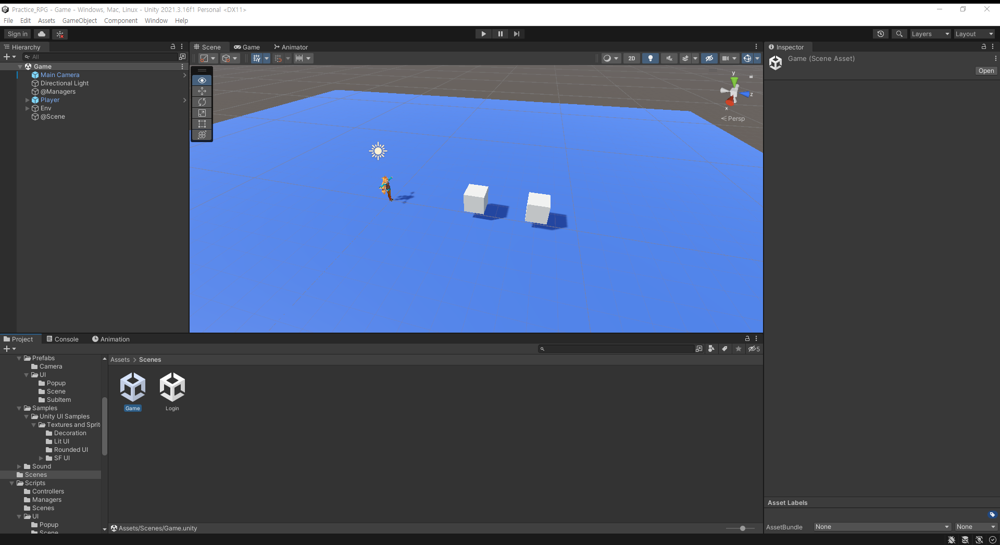 Practice_RPG - Game - Windows, Mac, Linux - Unity 2021.3.16f1 Personal <DX11>
File Edit Assets GameObject Component Window Help
Sign in
Layers
Layout
Hierarchy
All
Game
Main Camera
Directional Light
@Managers
Player
Env
@Scene
Scene Game Animator
2D
y
z
x
Persp
Inspector
Game (Scene Asset)
Open
Project Console Animation
5
Prefabs
Camera
UI
Popup
Scene
SubItem
Samples
Unity UI Samples
Textures and Sprit
Decoration
Lit UI
Rounded UI
SF UI
Sound
Scenes
Scripts
Controllers
Managers
Scenes
UI
Popup
Scene
Assets > Scenes
Game
Login
Assets/Scenes/Game.unity
Asset Labels
AssetBundle None None